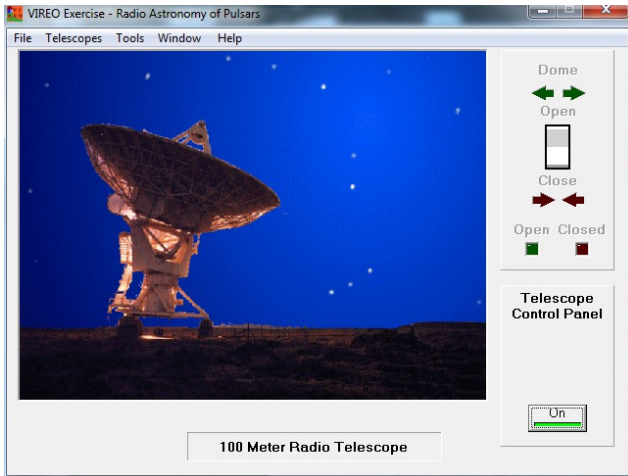 VIREO Exercise - Radio Astronomy of Pulsars
File Telescopes Tools Window Help
Dome
Open
Close
Open Closed
Telescope
Control Panel
On
100 Meter Radio Telescope